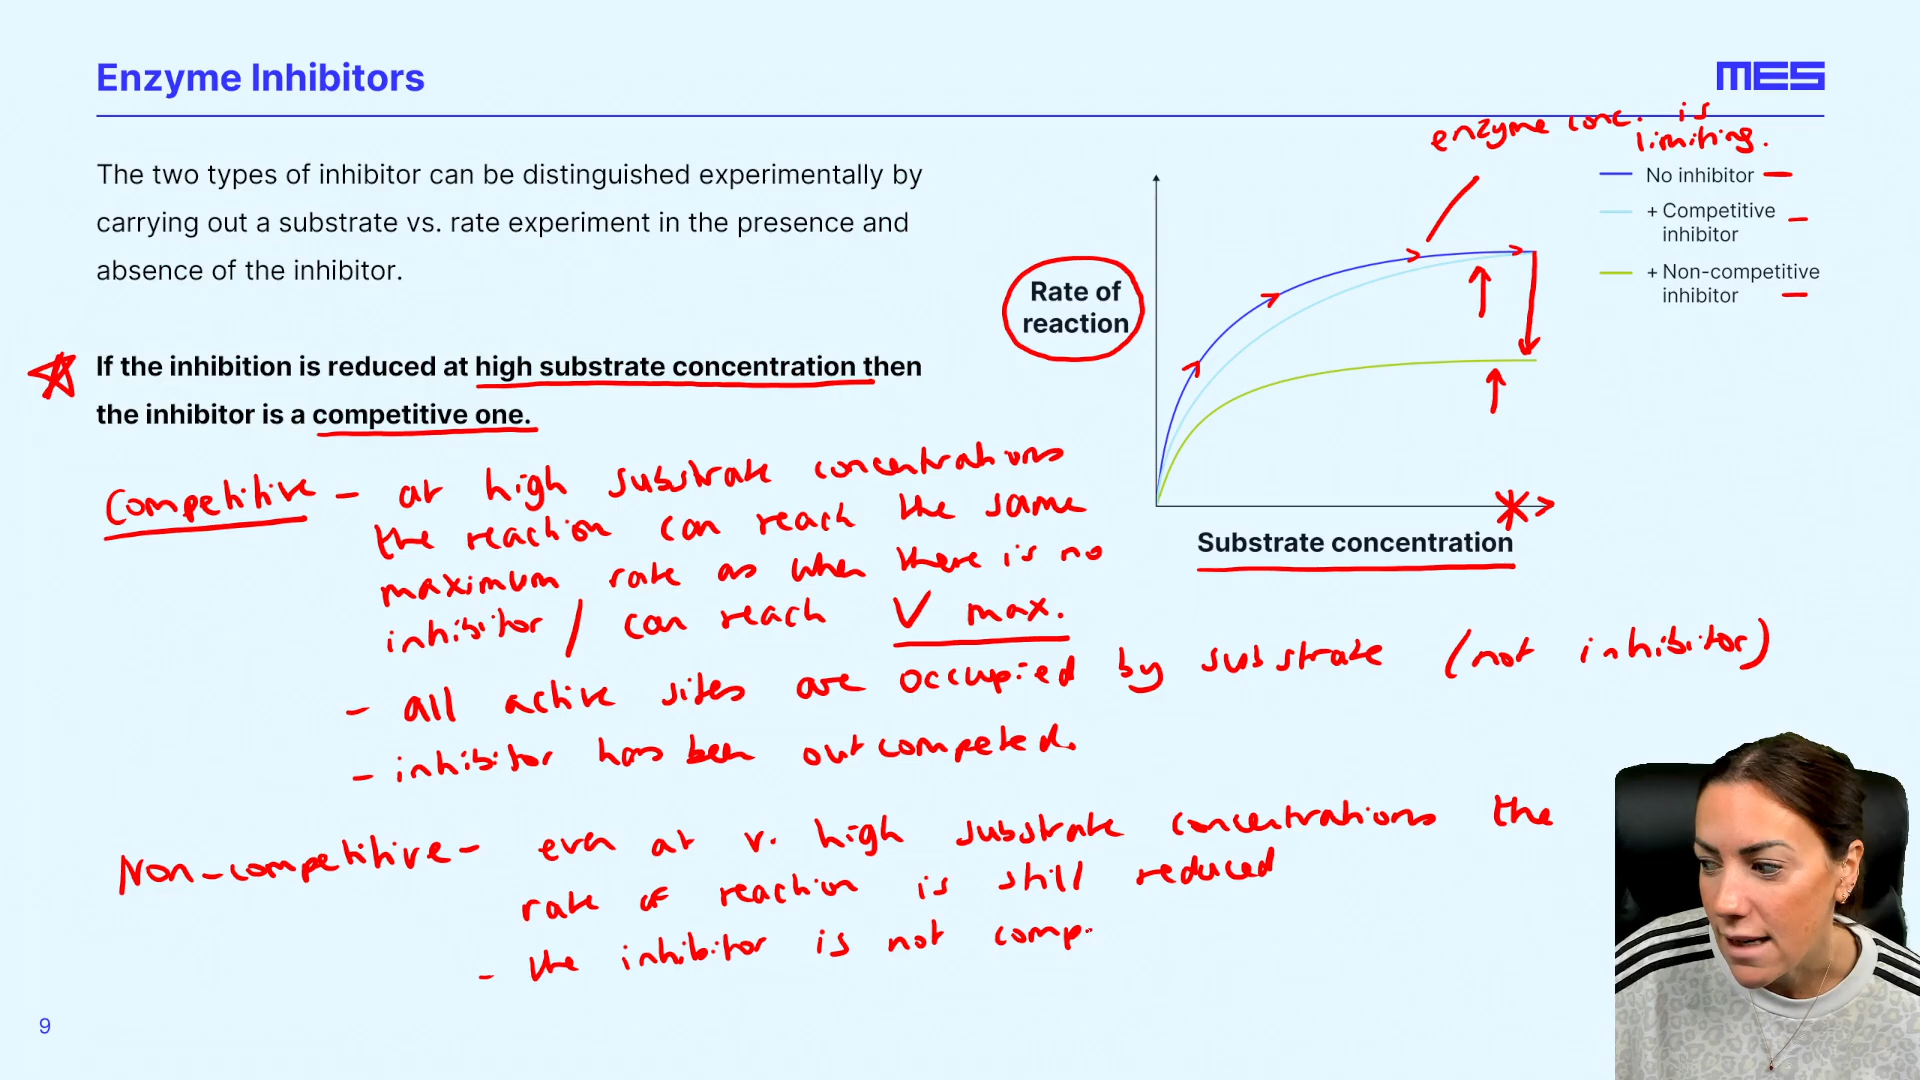 Enzyme Inhibitors
MES
enzyme conc. is
limiting.
The two types of inhibitor can be distinguished experimentally by
carrying out a substrate vs. rate experiment in the presence and
absence of the inhibitor.
If the inhibition is reduced at high substrate concentration then
the inhibitor is a competitive one.
Rate of
reaction
Substrate concentration
No inhibitor
+ Competitive
inhibitor
+ Non-competitive
inhibitor
Competitive - at high substrate concentrations
the reaction can reach the same
maximum rate as when there is no
inhibitor / can reach V max.
- all active sites are occupied by substrate (not inhibitor)
- inhibitor has been outcompeted.
Non-competitive - even at v. high substrate concentrations the
rate of reaction is still reduced
- the inhibitor is not comp.
9